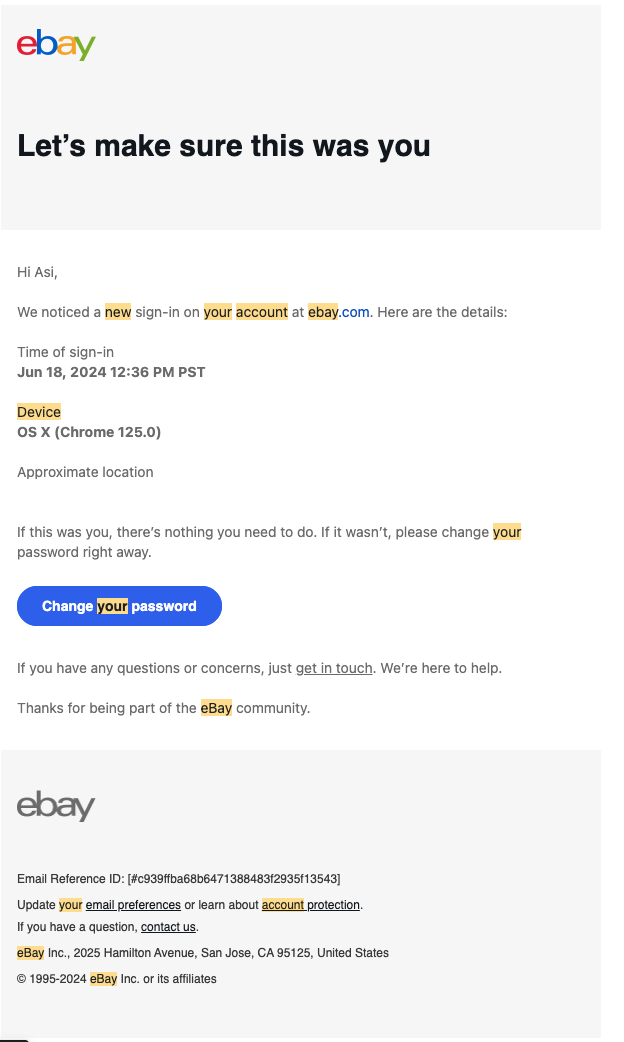 ebay
Let’s make sure this was you
Hi Asi,
We noticed a new sign-in on your account at ebay.com. Here are the details:
Time of sign-in
Jun 18, 2024 12:36 PM PST
Device
OS X (Chrome 125.0)
Approximate location
If this was you, there’s nothing you need to do. If it wasn’t, please change your
password right away.
Change your password
If you have any questions or concerns, just get in touch. We’re here to help.
Thanks for being part of the eBay community.
ebay
Email Reference ID: [#c939ffba68b6471388483f2935f13543]
Update your email preferences or learn about account protection.
If you have a question, contact us.
eBay Inc., 2025 Hamilton Avenue, San Jose, CA 95125, United States
© 1995-2024 eBay Inc. or its affiliates